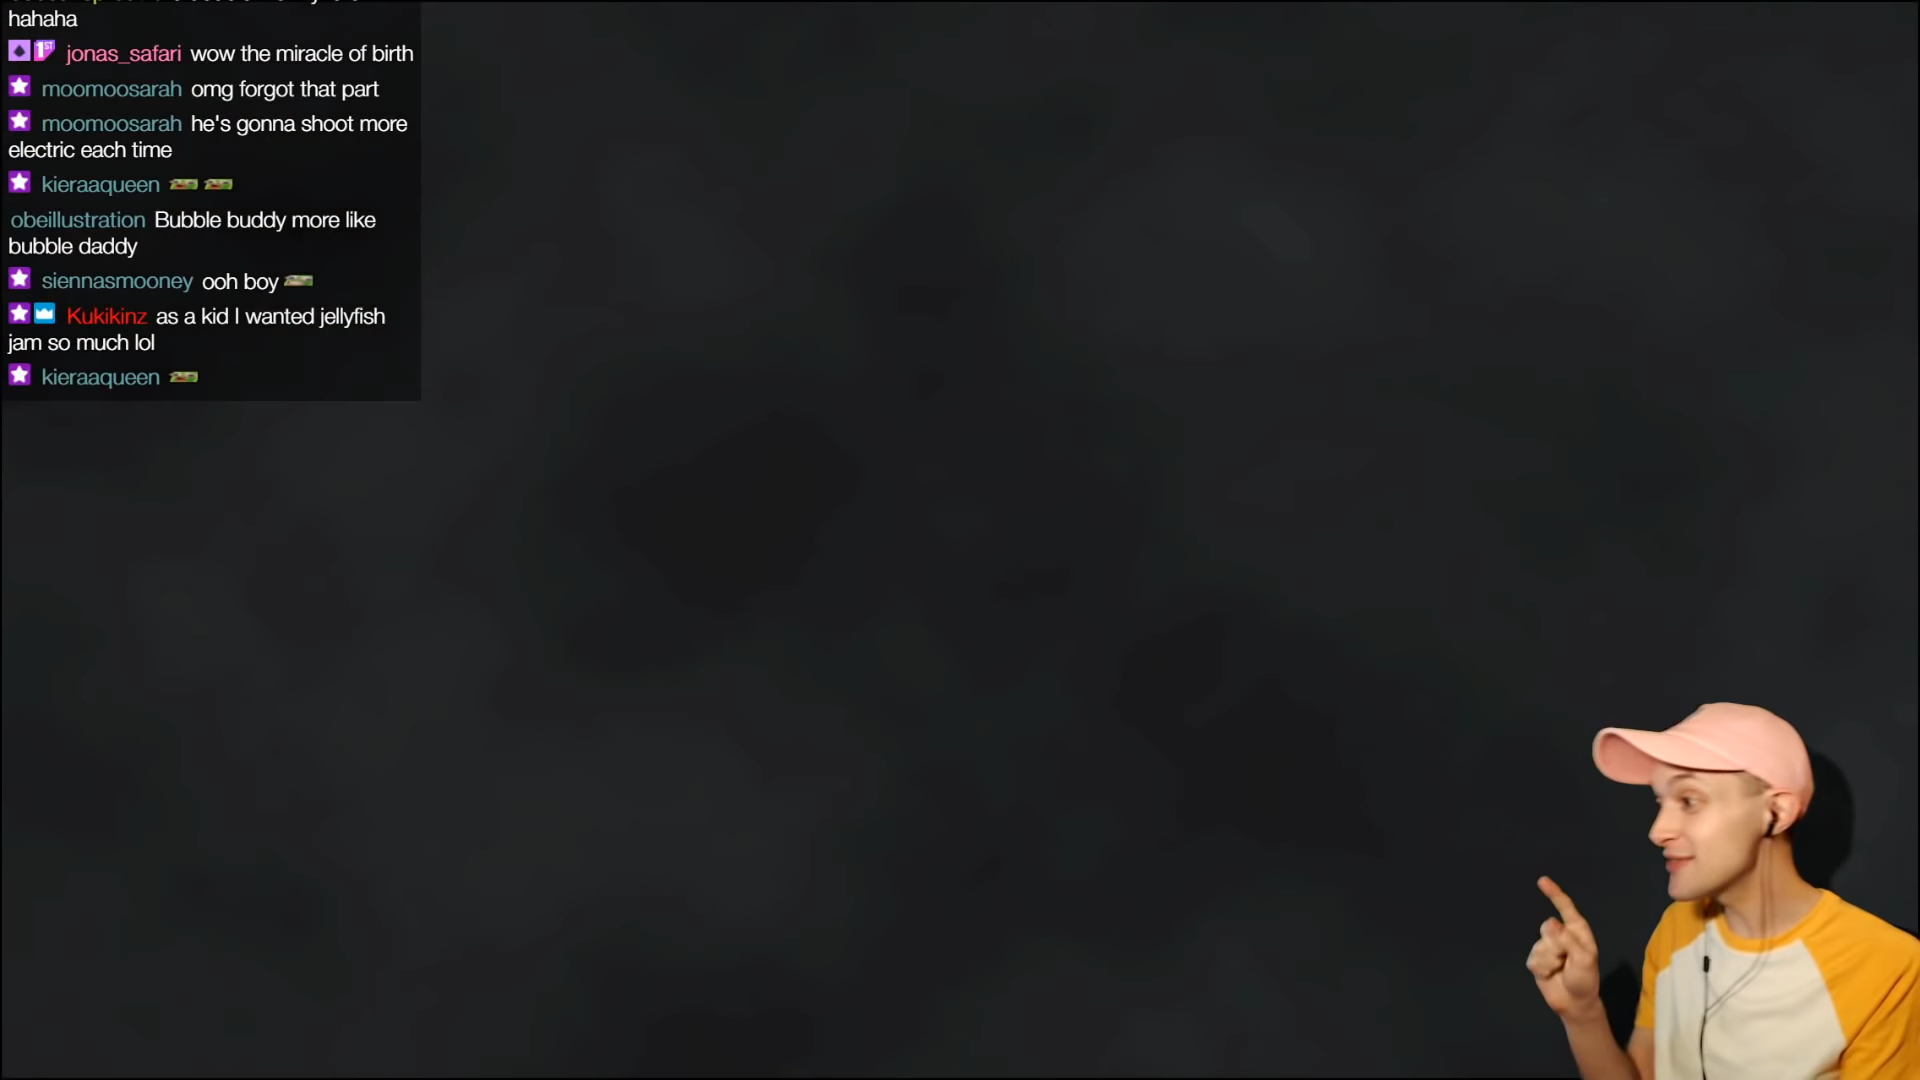 hahaha
1ST jonas_safari wow the miracle of birth
moomoosarah omg forgot that part
moomoosarah he's gonna shoot more
electric each time
kieraaqueen
obeillustration Bubble buddy more like
bubble daddy
siennasmooney ooh boy
Kukikinz as a kid I wanted jellyfish
jam so much lol
kieraaqueen